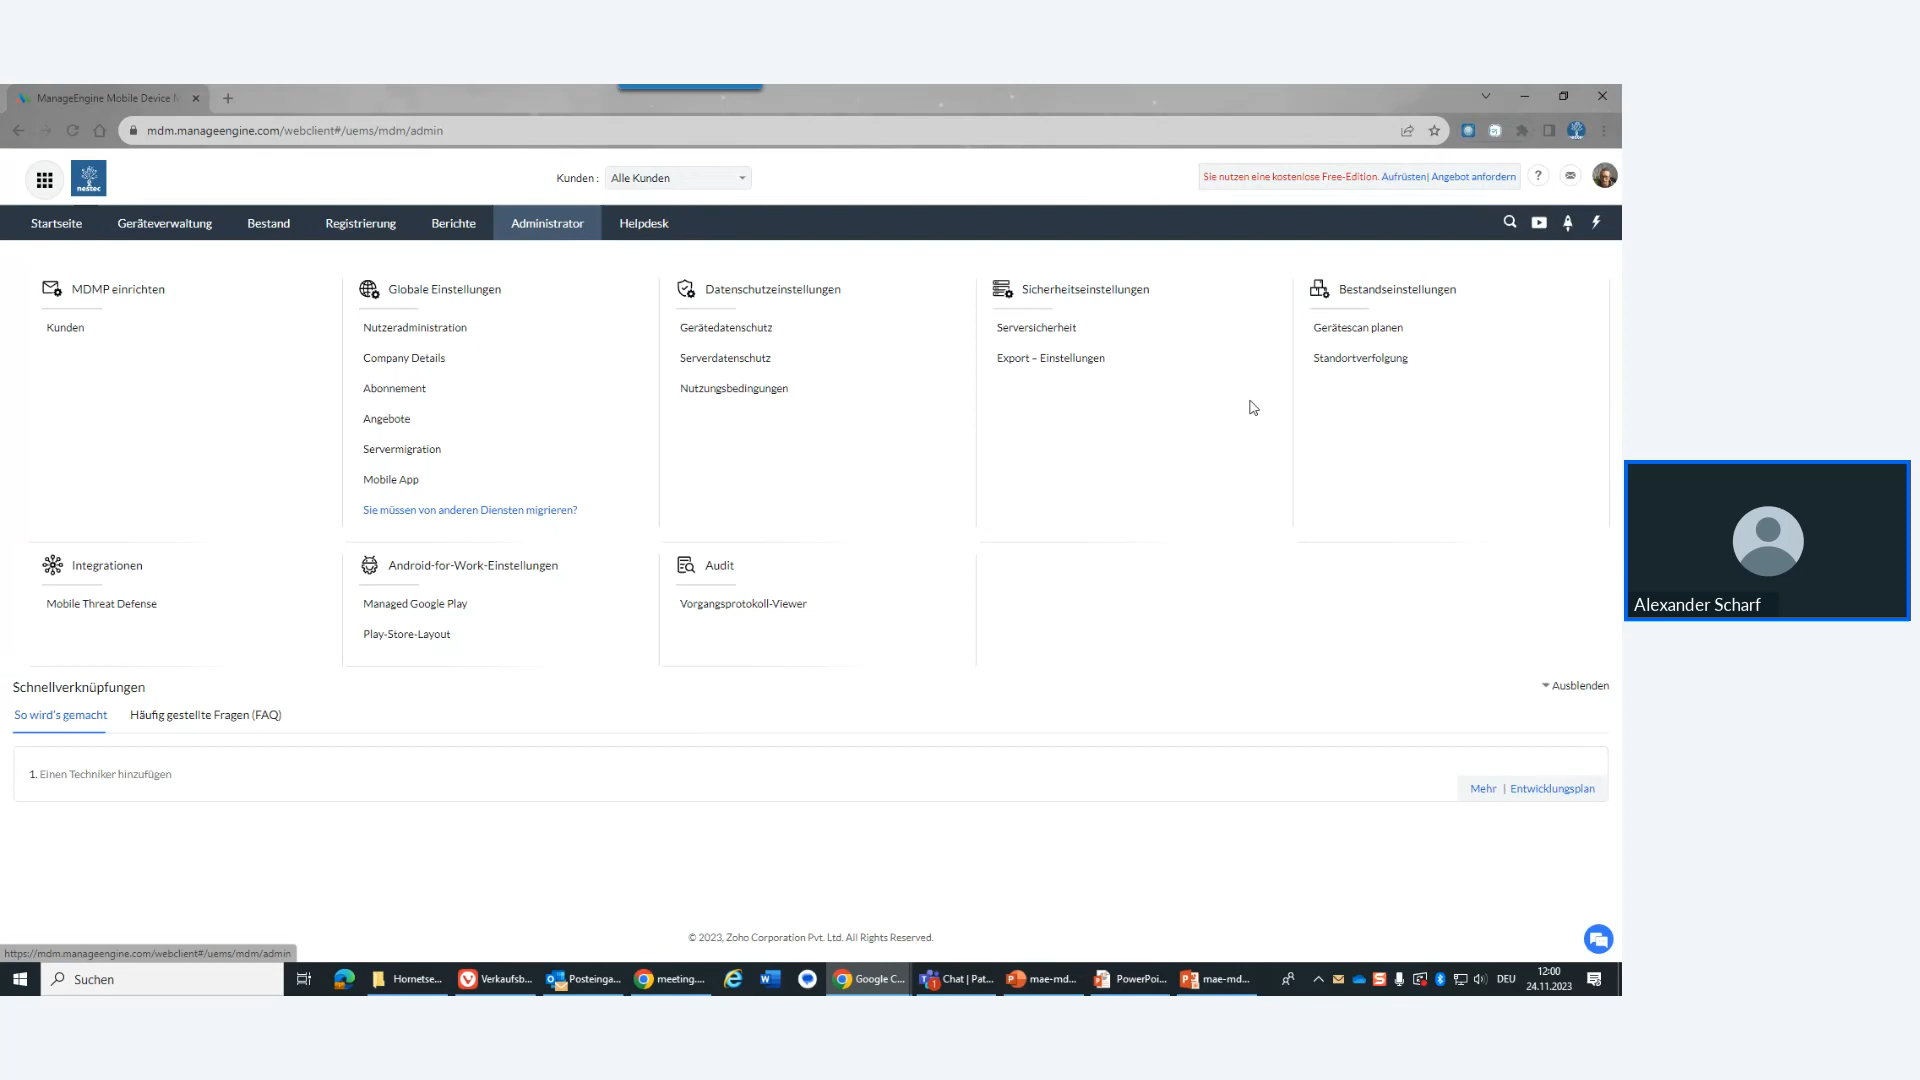 ManageEngine Mobile Device M
mdm.manageengine.com/webclient#/uems/mdm/admin
nestec
Kunden :
Alle Kunden
Sie nutzen eine kostenlose Free-Edition. Aufrüsten| Angebot anfordern
?
Startseite
Geräteverwaltung
Bestand
Registrierung
Berichte
Administrator
Helpdesk
MDMP einrichten
Kunden
Globale Einstellungen
Nutzeradministration
Company Details
Abonnement
Angebote
Servermigration
Mobile App
Sie müssen von anderen Diensten migrieren?
Datenschutzeinstellungen
Gerätedatenschutz
Serverdatenschutz
Nutzungsbedingungen
Sicherheitseinstellungen
Serversicherheit
Export – Einstellungen
Bestandseinstellungen
Gerätescan planen
Standortverfolgung
Integrationen
Mobile Threat Defense
Android-for-Work-Einstellungen
Managed Google Play
Play-Store-Layout
Audit
Vorgangsprotokoll-Viewer
Alexander Scharf
Schnellverknüpfungen
Ausblenden
So wird's gemacht
Häufig gestellte Fragen (FAQ)
1. Einen Techniker hinzufügen
Mehr | Entwicklungsplan
© 2023, Zoho Corporation Pvt. Ltd. All Rights Reserved.
https://mdm.manageengine.com/webclient#/uems/mdm/admin
Suchen
Hornetse...
Verkaufsb...
Posteinga...
meeting....
Google C...
Chat | Pat...
mae-md...
PowerPoi...
mae-md...
DEU
12:00
24.11.2023